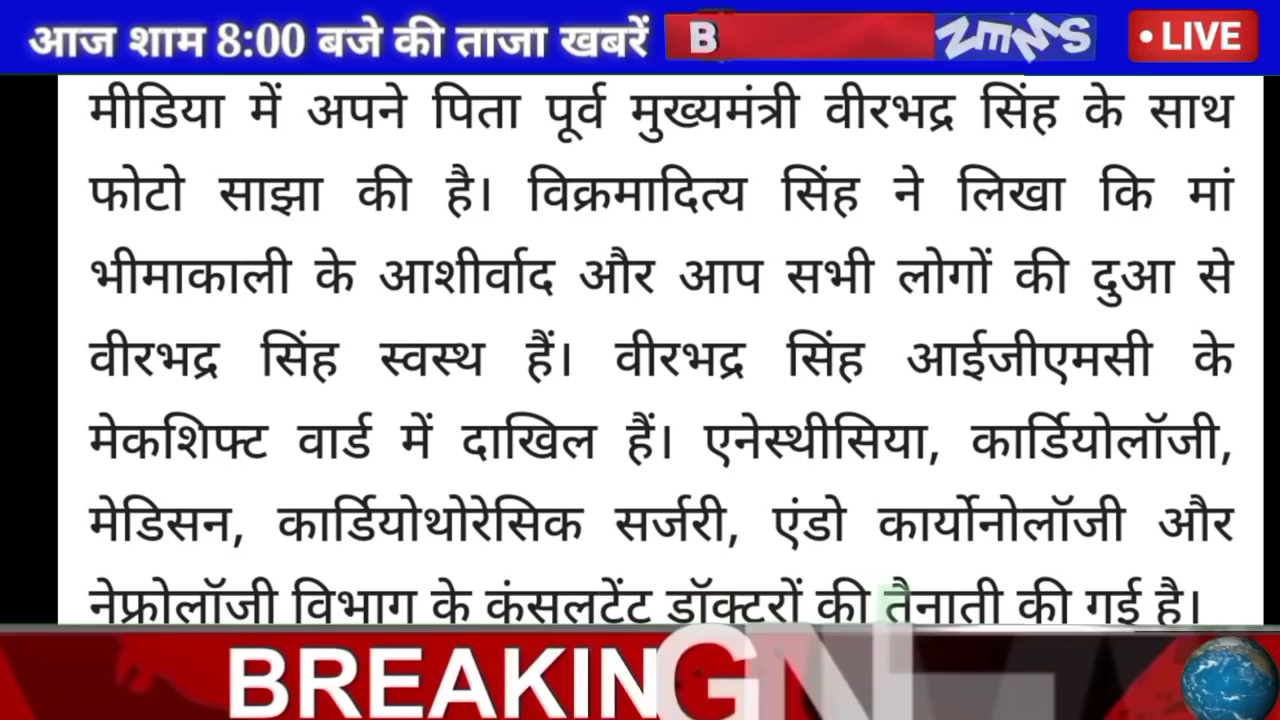 आज शाम 8:00 बजे की ताजा खबरें B NEWS • LIVE
मीडिया में अपने पिता पूर्व मुख्यमंत्री वीरभद्र सिंह के साथ
फोटो साझा की है। विक्रमादित्य सिंह ने लिखा कि मां
भीमाकाली के आशीर्वाद और आप सभी लोगों की दुआ से
वीरभद्र सिंह स्वस्थ हैं। वीरभद्र सिंह आईजीएमसी के
मेकशिफ्ट वार्ड में दाखिल हैं। एनेस्थीसिया, कार्डियोलॉजी,
मेडिसन, कार्डियोथोरेसिक सर्जरी, एंडो कार्योनोलॉजी और
नेफ्रोलॉजी विभाग के कंसलटेंट डॉक्टरों की तैनाती की गई है।
BREAKING N